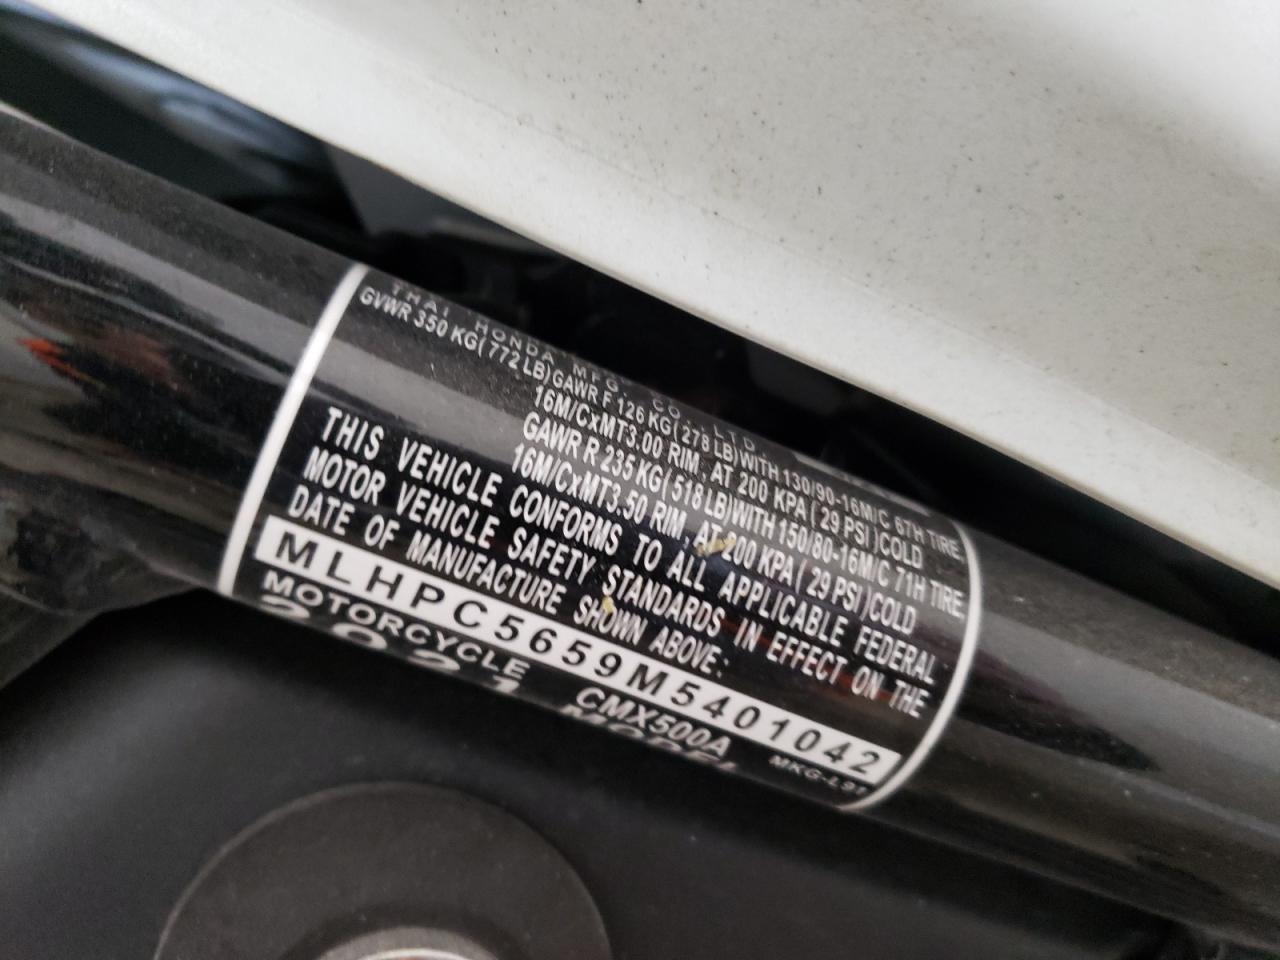 THAI HONDA MFG. CO., LTD.
GVWR 350 KG(772 LB)GAWR F 126 KG(278 LB)WITH 130/90-16M/C 67H TIRE,
16M/CxMT3.00 RIM, AT 200 KPA(29 PSI)COLD
GAWR R 235 KG(518 LB)WITH 150/80-16M/C 71H TIRE,
16M/CxMT3.50 RIM, AT 200 KPA(29 PSI)COLD
THIS VEHICLE CONFORMS TO ALL APPLICABLE FEDERAL
MOTOR VEHICLE SAFETY STANDARDS IN EFFECT ON THE
DATE OF MANUFACTURE SHOWN ABOVE:
MLHPC5659M5401042
MOTORCYCLE CMX500A MKG-L91
2021 MODEL